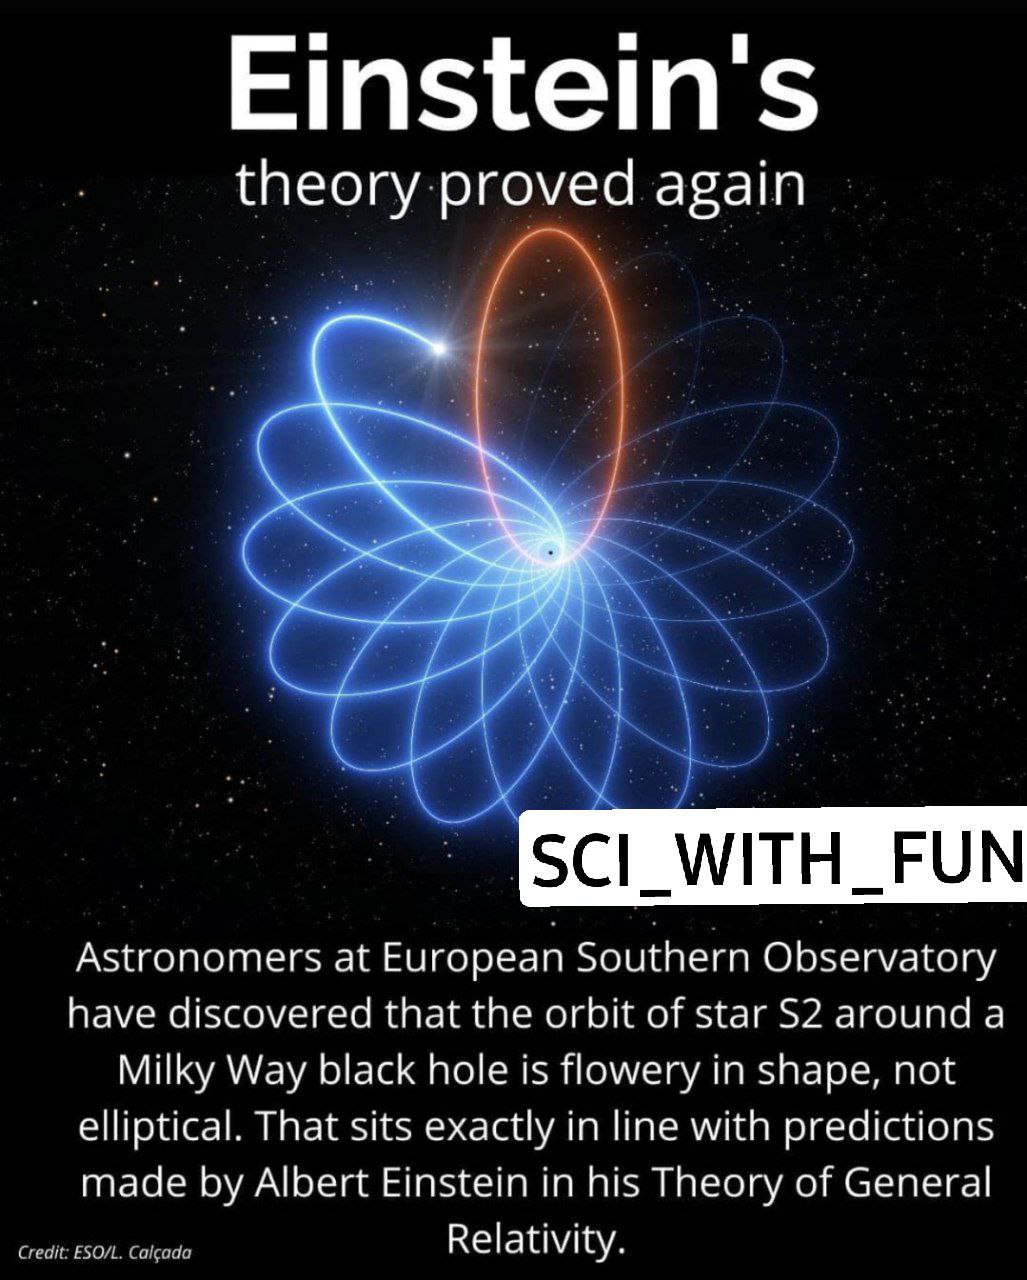 Einstein's
theory proved again
SCI_WITH_FUN
Astronomers at European Southern Observatory
have discovered that the orbit of star S2 around a
Milky Way black hole is flowery in shape, not
elliptical. That sits exactly in line with predictions
made by Albert Einstein in his Theory of General
Relativity.
Credit: ESO/L. Calçada